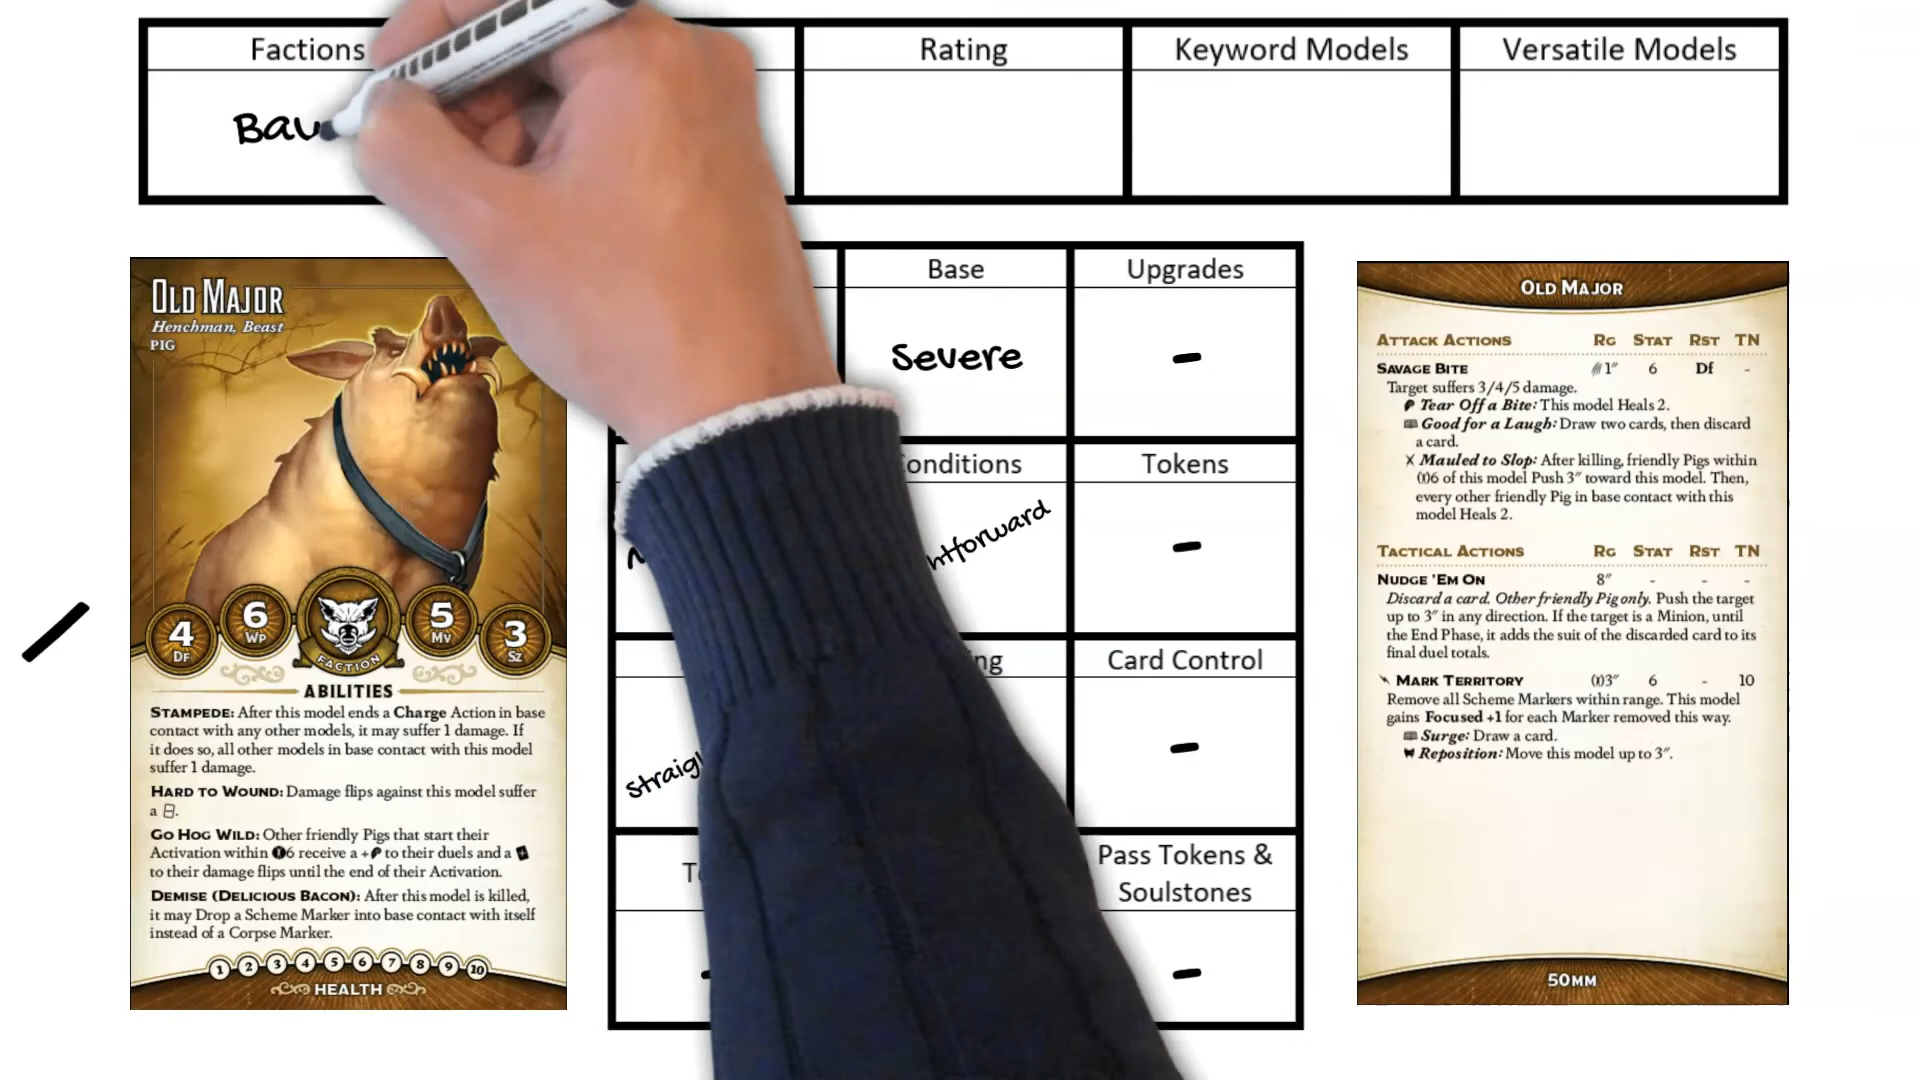 Factions
Rating
Keyword Models
Versatile Models
Bau
Base
Upgrades
Severe
-
Conditions
Tokens
htforward
-
Card Control
Straig
-
Pass Tokens &
Soulstones
-
OLD MAJOR
Henchman, Beast
PIG
4 DF
6 WP
FACTION
5 MV
3 SZ
ABILITIES
STAMPEDE: After this model ends a Charge Action in base
contact with any other models, it may suffer 1 damage. If
it does so, all other models in base contact with this model
suffer 1 damage.
HARD TO WOUND: Damage flips against this model suffer
a .
GO HOG WILD: Other friendly Pigs that start their
Activation within 6 receive a + to their duels and a
to their damage flips until the end of their Activation.
DEMISE (DELICIOUS BACON): After this model is killed,
it may Drop a Scheme Marker into base contact with itself
instead of a Corpse Marker.
1 2 3 4 5 6 7 8 9 10
HEALTH
OLD MAJOR
ATTACK ACTIONS RG STAT RST TN
SAVAGE BITE 1" 6 Df -
Target suffers 3/4/5 damage.
Tear Off a Bite: This model Heals 2.
Good for a Laugh: Draw two cards, then discard
a card.
Mauled to Slop: After killing, friendly Pigs within
6 of this model Push 3" toward this model. Then,
every other friendly Pig in base contact with this
model Heals 2.
TACTICAL ACTIONS RG STAT RST TN
NUDGE 'EM ON 8" - - -
Discard a card. Other friendly Pig only. Push the target
up to 3" in any direction. If the target is a Minion, until
the End Phase, it adds the suit of the discarded card to its
final duel totals.
MARK TERRITORY 3" 6 - 10
Remove all Scheme Markers within range. This model
gains Focused +1 for each Marker removed this way.
Surge: Draw a card.
Reposition: Move this model up to 3".
50MM